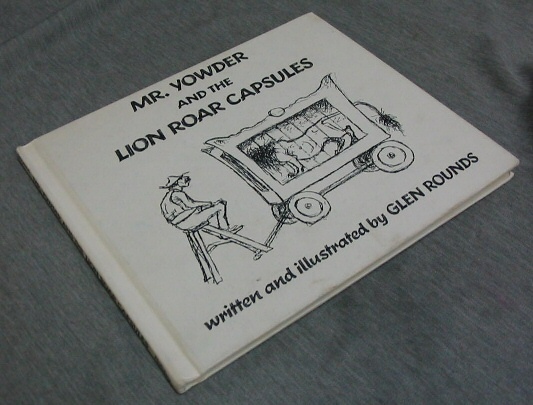 MR. YOWDER
AND THE
LION ROAR CAPSULES
written and illustrated by GLEN ROUNDS